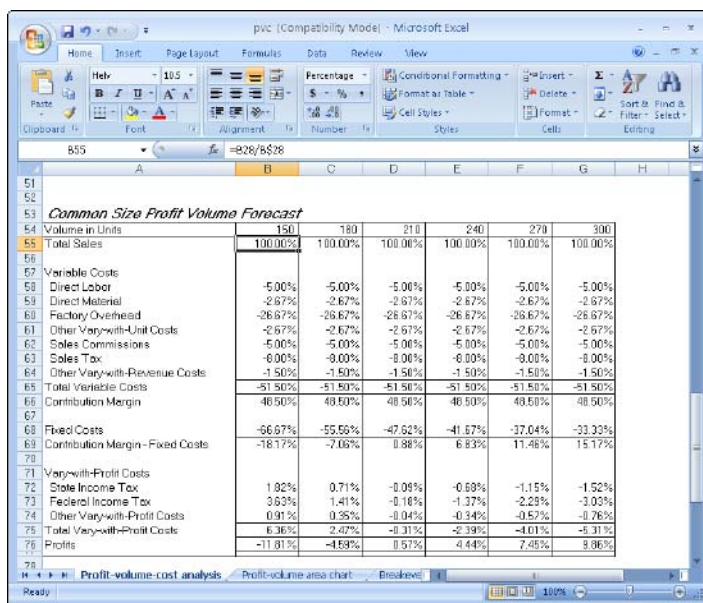 pvc [Compatibility Mode] - Microsoft Excel
Home Insert Page Layout Formulas Data Review View
Paste
Helv 10.5
B I U A A
Percentage
$ - % ,
Conditional Formatting
Format as Table
Cell Styles
Insert
Delete
Format
Σ
Sort & Filter Find & Select
Clipboard Font Alignment Number Styles Cells Editing
B55 fx =B28/B$28
A B C D E F G H
51
52
53 Common Size Profit Volume Forecast
54 Volume in Units 150 180 210 240 270 300
55 Total Sales 100.00% 100.00% 100.00% 100.00% 100.00% 100.00%
56
57 Variable Costs
58 Direct Labor -5.00% -5.00% -5.00% -5.00% -5.00% -5.00%
59 Direct Material -2.67% -2.67% -2.67% -2.67% -2.67% -2.67%
60 Factory Overhead -26.67% -26.67% -26.67% -26.67% -26.67% -26.67%
61 Other Vary-with-Unit Costs -2.67% -2.67% -2.67% -2.67% -2.67% -2.67%
62 Sales Commissions -5.00% -5.00% -5.00% -5.00% -5.00% -5.00%
63 Sales Tax -8.00% -8.00% -8.00% -8.00% -8.00% -8.00%
64 Other Vary-with-Revenue Costs -1.50% -1.50% -1.50% -1.50% -1.50% -1.50%
65 Total Variable Costs -51.50% -51.50% -51.50% -51.50% -51.50% -51.50%
66 Contribution Margin 48.50% 48.50% 48.50% 48.50% 48.50% 48.50%
67
68 Fixed Costs -66.67% -55.56% -47.62% -41.67% -37.04% -33.33%
69 Contribution Margin - Fixed Costs -18.17% -7.06% 0.88% 6.83% 11.46% 15.17%
70
71 Vary-with-Profit Costs
72 State Income Tax 1.82% 0.71% -0.09% -0.68% -1.15% -1.52%
73 Federal Income Tax 3.63% 1.41% -0.18% -1.37% -2.29% -3.03%
74 Other Vary-with-Profit Costs 0.91% 0.35% -0.04% -0.34% -0.57% -0.76%
75 Total Vary-with-Profit Costs 6.36% 2.47% -0.31% -2.39% -4.01% -5.31%
76 Profits -11.81% -4.59% 0.57% 4.44% 7.45% 9.86%
Profit-volume-cost analysis Profit-volume area chart Breakeve
Ready 100%